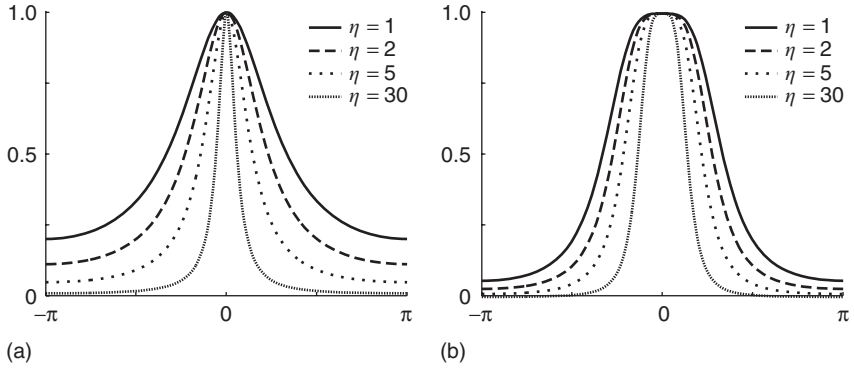 1.0
η = 1
η = 2
η = 5
η = 30
0.5
0
−π
0
π
(a)
1.0
η = 1
η = 2
η = 5
η = 30
0.5
0
−π
0
π
(b)